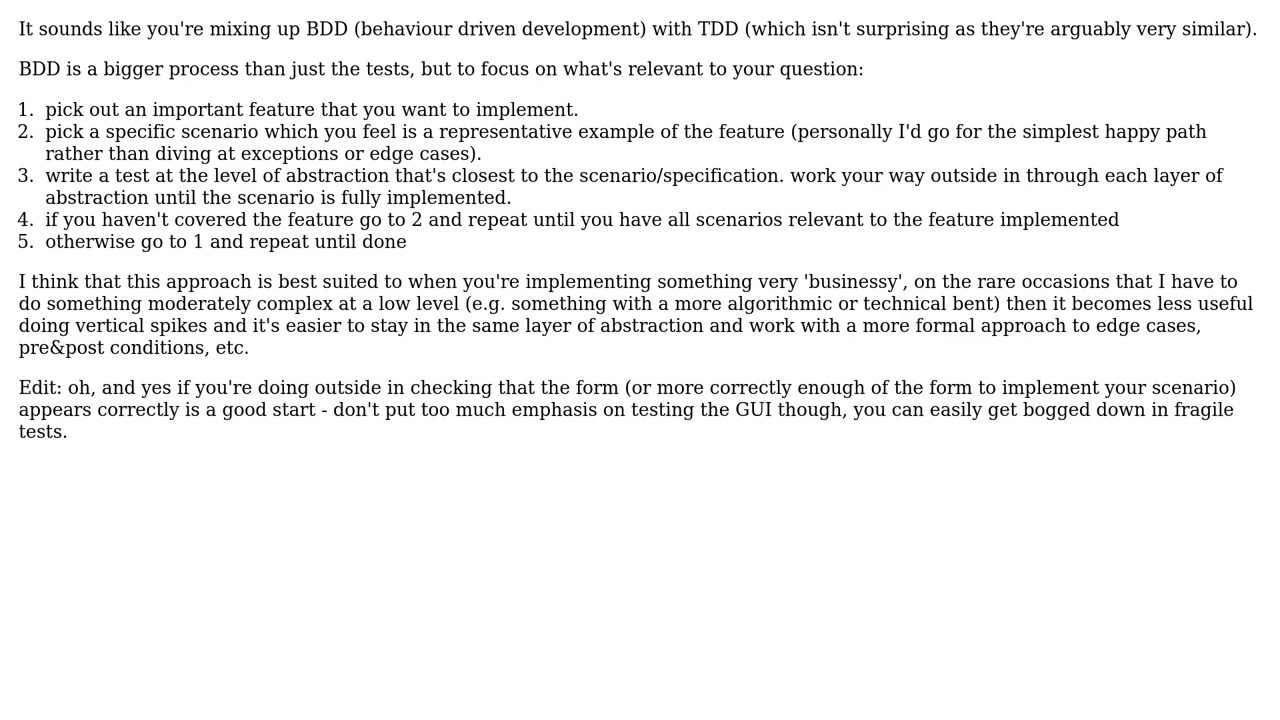 It sounds like you're mixing up BDD (behaviour driven development) with TDD (which isn't surprising as they're arguably very similar).
BDD is a bigger process than just the tests, but to focus on what's relevant to your question:
1. pick out an important feature that you want to implement.
2. pick a specific scenario which you feel is a representative example of the feature (personally I'd go for the simplest happy path
rather than diving at exceptions or edge cases).
3. write a test at the level of abstraction that's closest to the scenario/specification. work your way outside in through each layer of
abstraction until the scenario is fully implemented.
4. if you haven't covered the feature go to 2 and repeat until you have all scenarios relevant to the feature implemented
5. otherwise go to 1 and repeat until done
I think that this approach is best suited to when you're implementing something very 'businessy', on the rare occasions that I have to
do something moderately complex at a low level (e.g. something with a more algorithmic or technical bent) then it becomes less useful
doing vertical spikes and it's easier to stay in the same layer of abstraction and work with a more formal approach to edge cases,
pre&post conditions, etc.
Edit: oh, and yes if you're doing outside in checking that the form (or more correctly enough of the form to implement your scenario)
appears correctly is a good start - don't put too much emphasis on testing the GUI though, you can easily get bogged down in fragile
tests.